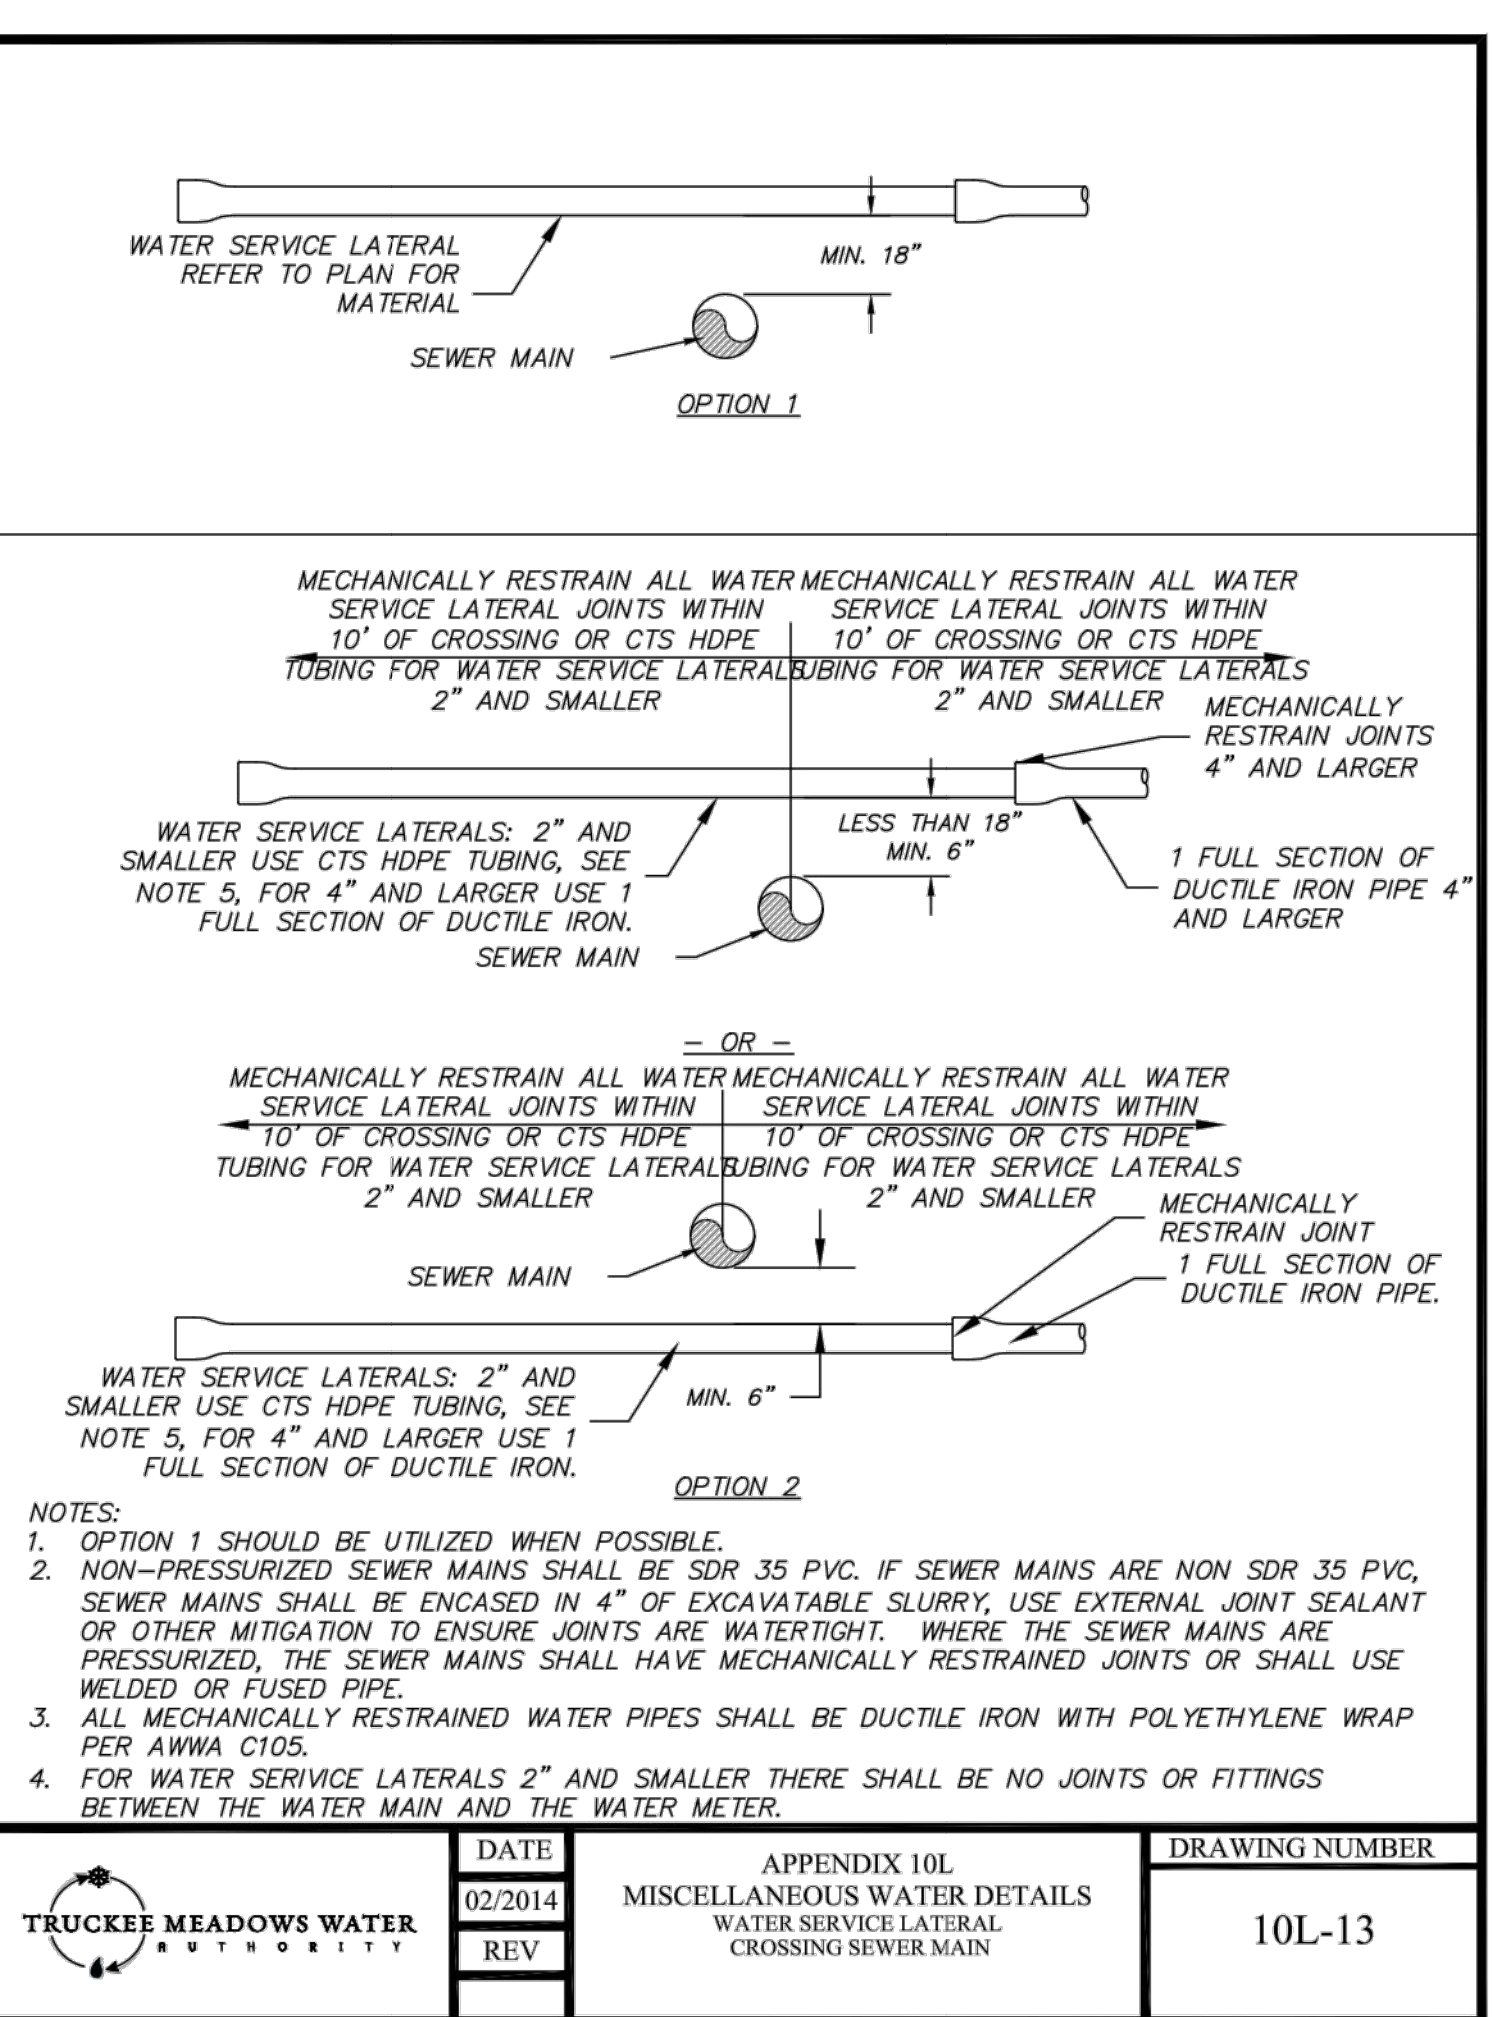 WATER SERVICE LATERAL
REFER TO PLAN FOR
MATERIAL
MIN. 18"
SEWER MAIN
OPTION 1
MECHANICALLY RESTRAIN ALL WATER
SERVICE LATERAL JOINTS WITHIN
10' OF CROSSING OR CTS HDPE
TUBING FOR WATER SERVICE LATERALS
2" AND SMALLER
MECHANICALLY RESTRAIN ALL WATER
SERVICE LATERAL JOINTS WITHIN
10' OF CROSSING OR CTS HDPE
TUBING FOR WATER SERVICE LATERALS
2" AND SMALLER
MECHANICALLY
RESTRAIN JOINTS
4" AND LARGER
WATER SERVICE LATERALS: 2" AND
SMALLER USE CTS HDPE TUBING, SEE
NOTE 5, FOR 4" AND LARGER USE 1
FULL SECTION OF DUCTILE IRON.
LESS THAN 18"
MIN. 6"
1 FULL SECTION OF
DUCTILE IRON PIPE 4"
AND LARGER
SEWER MAIN
- OR -
MECHANICALLY RESTRAIN ALL WATER
SERVICE LATERAL JOINTS WITHIN
10' OF CROSSING OR CTS HDPE
TUBING FOR WATER SERVICE LATERALS
2" AND SMALLER
MECHANICALLY RESTRAIN ALL WATER
SERVICE LATERAL JOINTS WITHIN
10' OF CROSSING OR CTS HDPE
TUBING FOR WATER SERVICE LATERALS
2" AND SMALLER
MECHANICALLY
RESTRAIN JOINT
1 FULL SECTION OF
DUCTILE IRON PIPE.
SEWER MAIN
WATER SERVICE LATERALS: 2" AND
SMALLER USE CTS HDPE TUBING, SEE
NOTE 5, FOR 4" AND LARGER USE 1
FULL SECTION OF DUCTILE IRON.
MIN. 6"
OPTION 2
NOTES:
1. OPTION 1 SHOULD BE UTILIZED WHEN POSSIBLE.
2. NON-PRESSURIZED SEWER MAINS SHALL BE SDR 35 PVC. IF SEWER MAINS ARE NON SDR 35 PVC,
SEWER MAINS SHALL BE ENCASED IN 4" OF EXCAVATABLE SLURRY, USE EXTERNAL JOINT SEALANT
OR OTHER MITIGATION TO ENSURE JOINTS ARE WATERTIGHT. WHERE THE SEWER MAINS ARE
PRESSURIZED, THE SEWER MAINS SHALL HAVE MECHANICALLY RESTRAINED JOINTS OR SHALL USE
WELDED OR FUSED PIPE.
3. ALL MECHANICALLY RESTRAINED WATER PIPES SHALL BE DUCTILE IRON WITH POLYETHYLENE WRAP
PER AWWA C105.
4. FOR WATER SERIVICE LATERALS 2" AND SMALLER THERE SHALL BE NO JOINTS OR FITTINGS
BETWEEN THE WATER MAIN AND THE WATER METER.
TRUCKEE MEADOWS WATER
AUTHORITY
DATE
02/2014
REV
APPENDIX 10L
MISCELLANEOUS WATER DETAILS
WATER SERVICE LATERAL
CROSSING SEWER MAIN
DRAWING NUMBER
10L-13